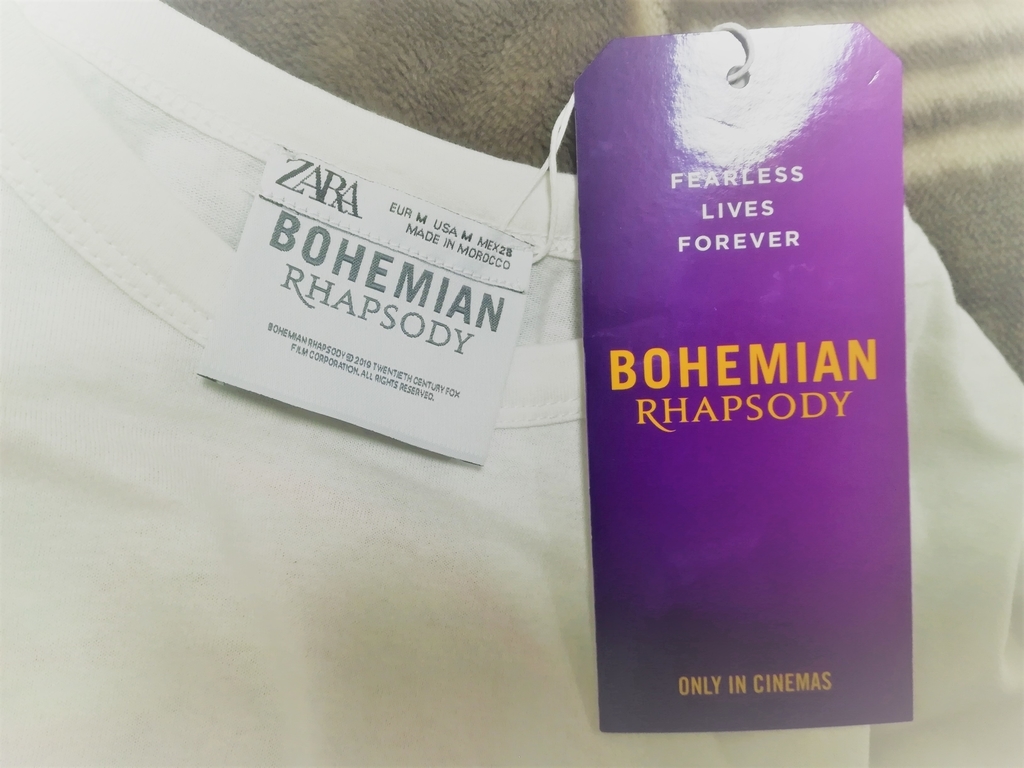 ZARA
EUR M USA M MEX28
MADE IN MOROCCO
BOHEMIAN
RHAPSODY
BOHEMIAN RHAPSODY © 2019 TWENTIETH CENTURY FOX
FILM CORPORATION. ALL RIGHTS RESERVED.
FEARLESS
LIVES
FOREVER
BOHEMIAN
RHAPSODY
ONLY IN CINEMAS